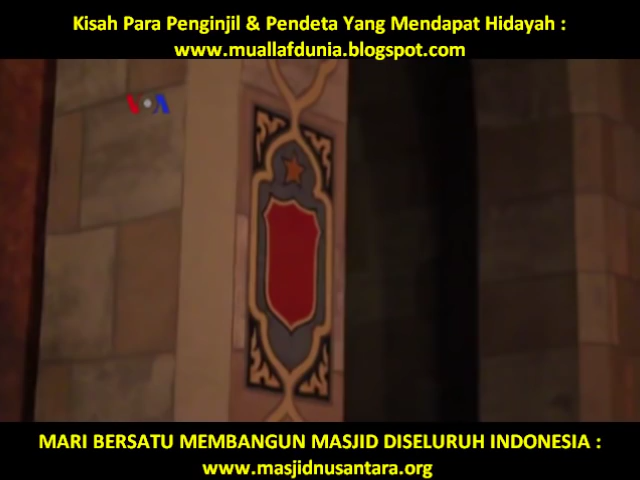 Kisah Para Penginjil & Pendeta Yang Mendapat Hidayah :
www.muallafdunia.blogspot.com
VOA
MARI BERSATU MEMBANGUN MASJID DISELURUH INDONESIA :
www.masjidnusantara.org